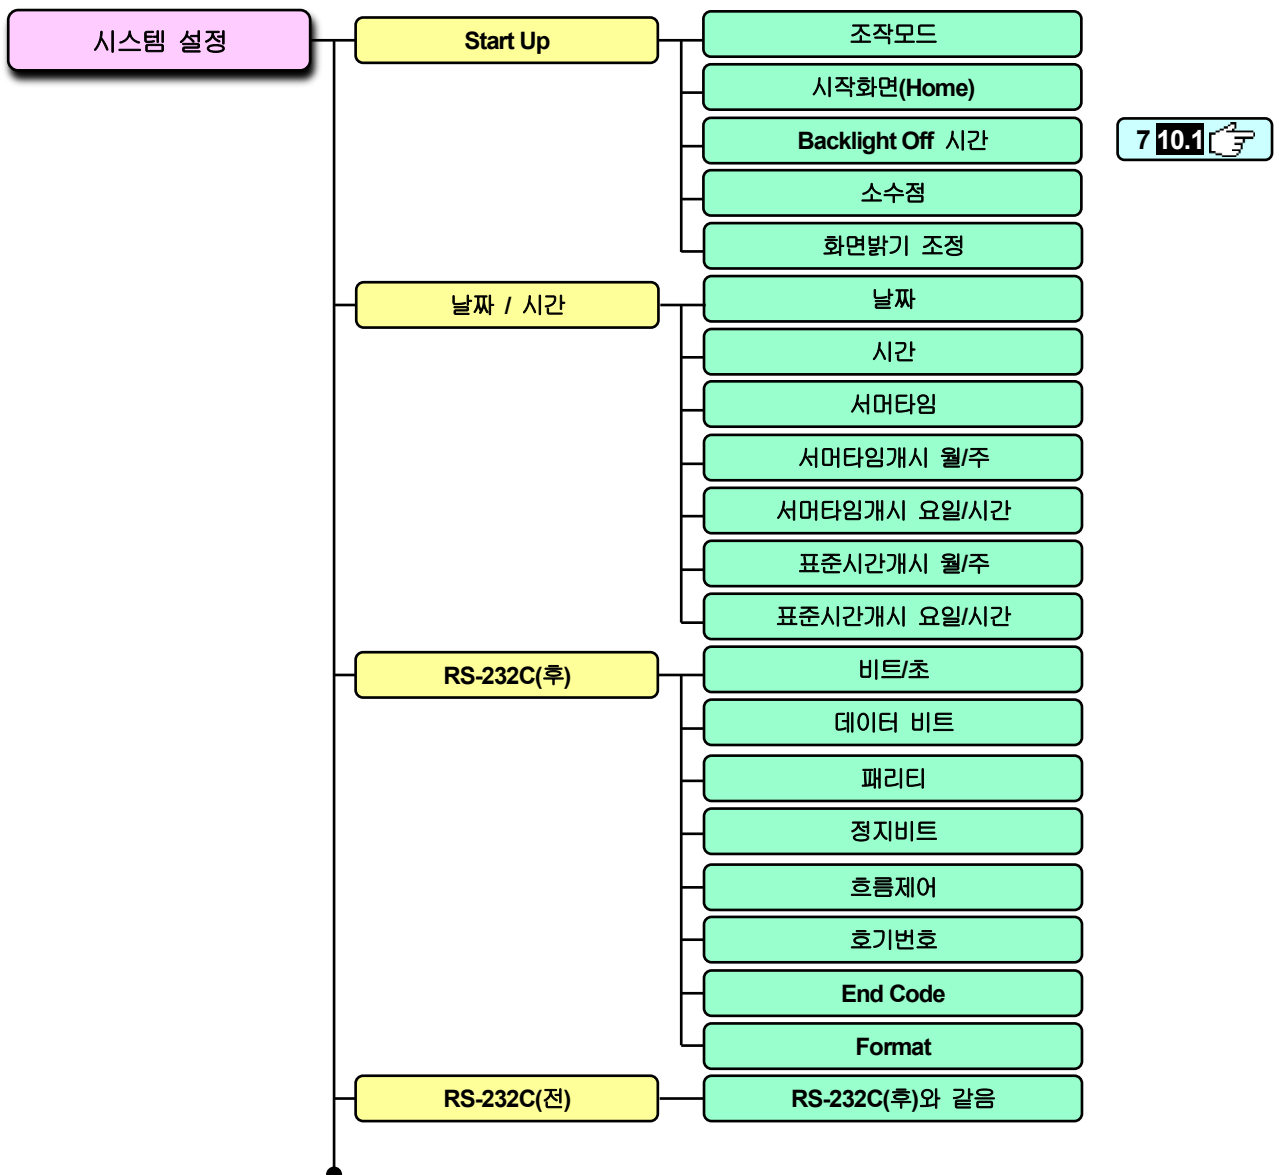 시스템 설정
Start Up
조작모드
시작화면(Home)
Backlight Off 시간
7 10.1
소수점
화면밝기 조정
날짜 / 시간
날짜
시간
서머타임
서머타임개시 월/주
서머타임개시 요일/시간
표준시간개시 월/주
표준시간개시 요일/시간
RS-232C(후)
비트/초
데이터 비트
패리티
정지비트
흐름제어
호기번호
End Code
Format
RS-232C(전)
RS-232C(후)와 같음